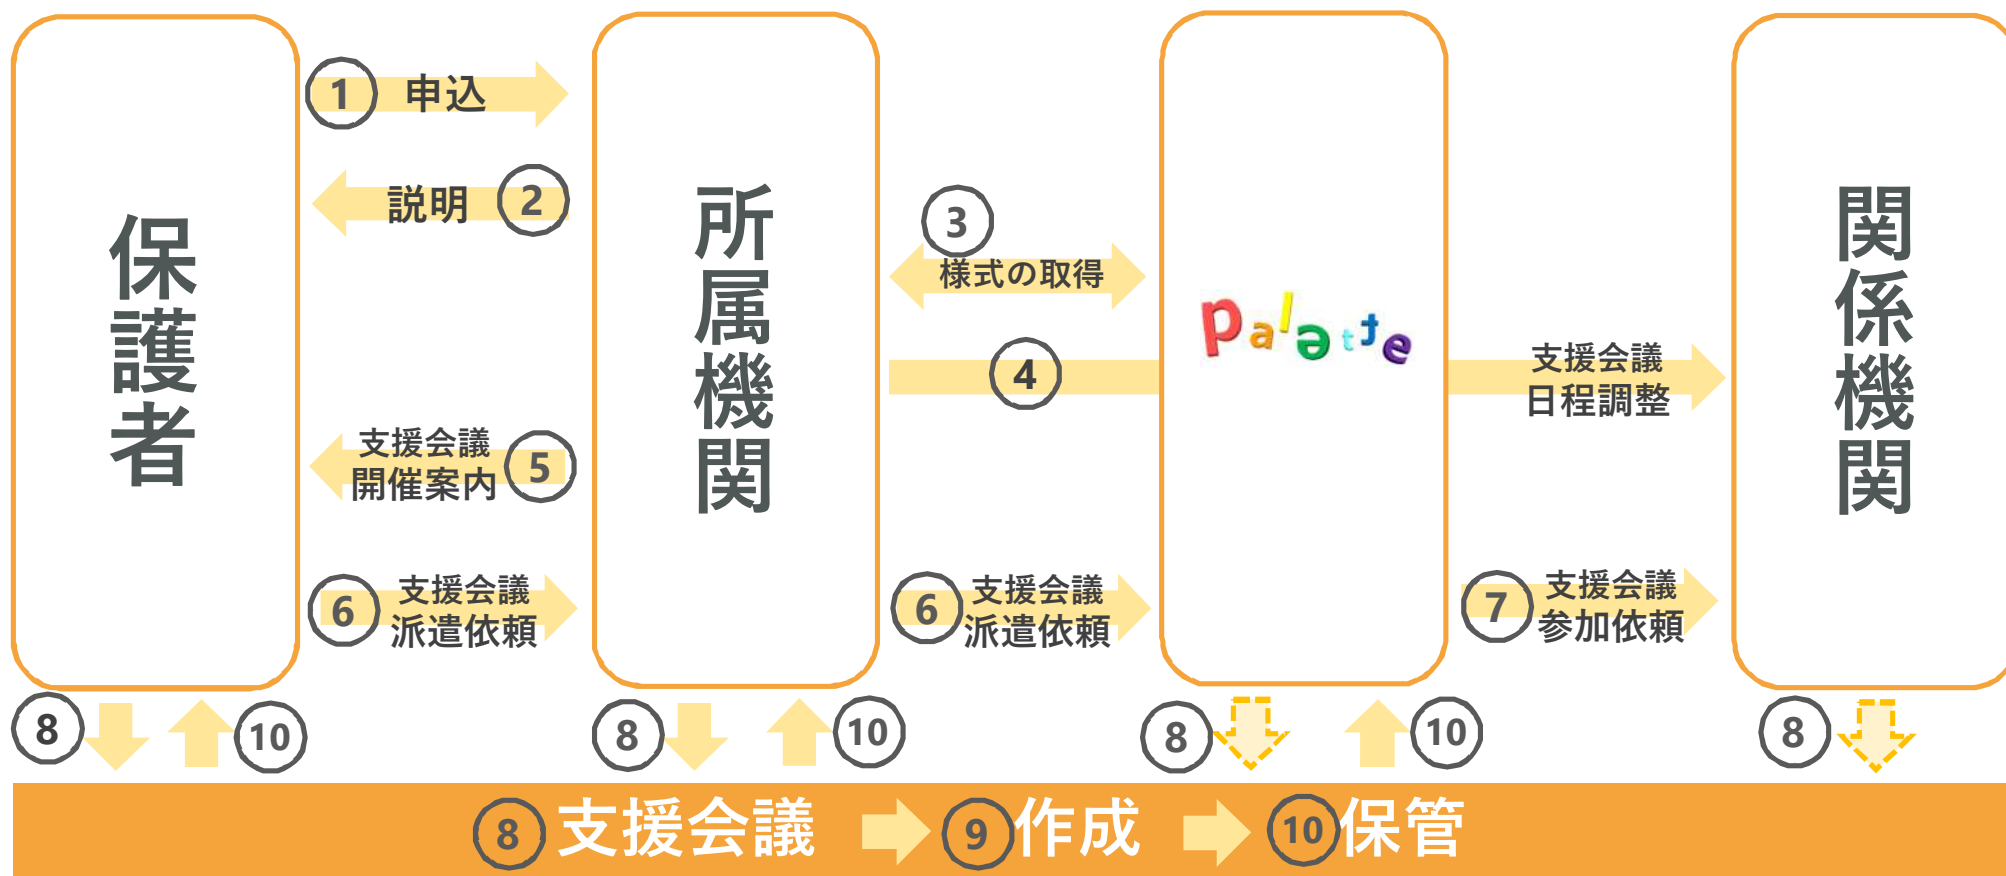 保護者
① 申込
説明 ②
支援会議
開催案内 ⑤
⑥ 支援会議
派遣依頼
所属機関
③
様式の取得
④
⑥ 支援会議
派遣依頼
palette
支援会議
日程調整
⑦ 支援会議
参加依頼
関係機関
⑧ ⑩ ⑧ ⑩ ⑧ ⑩ ⑧
⑧ 支援会議 ⑨ 作成 ⑩ 保管